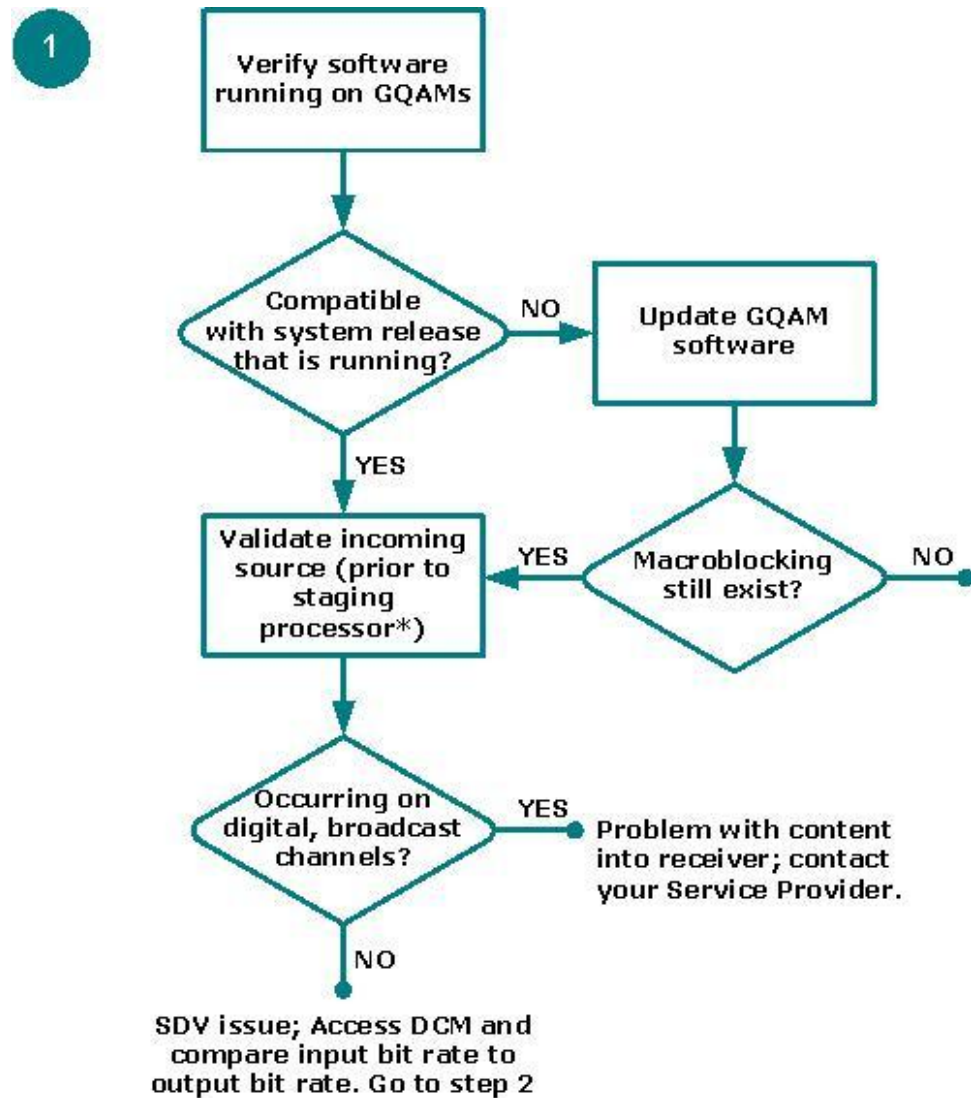 1
Verify software
running on GQAMs
Compatible
with system release
that is running?
NO
Update GQAM
software
YES
Validate incoming
source (prior to
staging
processor*)
YES
Macroblocking
still exist?
NO
Occurring on
digital, broadcast
channels?
YES
Problem with content
into receiver; contact
your Service Provider.
NO
SDV issue; Access DCM and
compare input bit rate to
output bit rate. Go to step 2